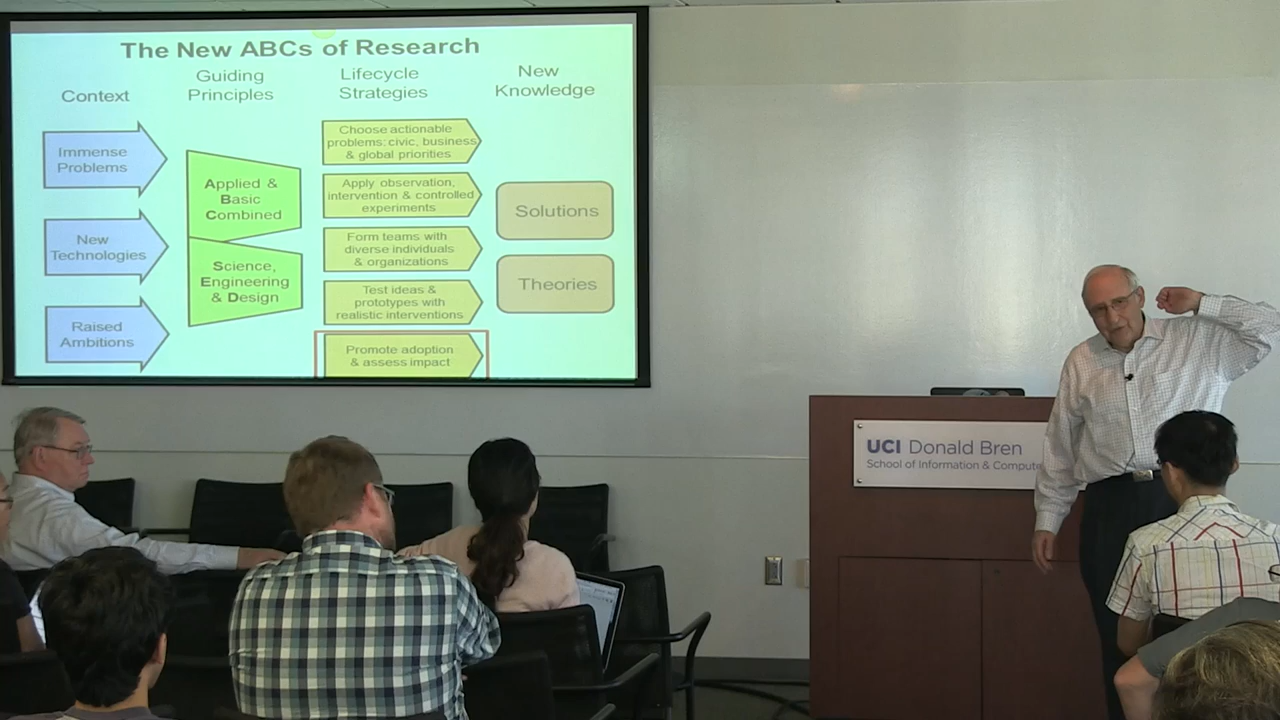 The New ABCs of Research
Context
Guiding
Principles
Lifecycle
Strategies
New
Knowledge
Immense
Problems
New
Technologies
Raised
Ambitions
Applied &
Basic
Combined
Science,
Engineering
& Design
Choose actionable
problems: civic, business
& global priorities
Apply observation,
intervention & controlled
experiments
Form teams with
diverse individuals
& organizations
Test ideas &
prototypes with
realistic interventions
Promote adoption
& assess impact
Solutions
Theories
UCI Donald Bren
School of Information & Compute